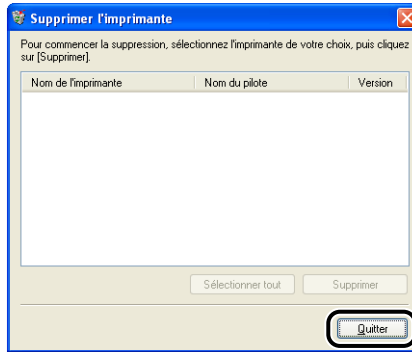 Supprimer l'imprimante
Pour commencer la suppression, sélectionnez l'imprimante de votre choix, puis cliquez
sur [Supprimer].
Nom de l'imprimante Nom du pilote Version
Sélectionner tout Supprimer
Quitter